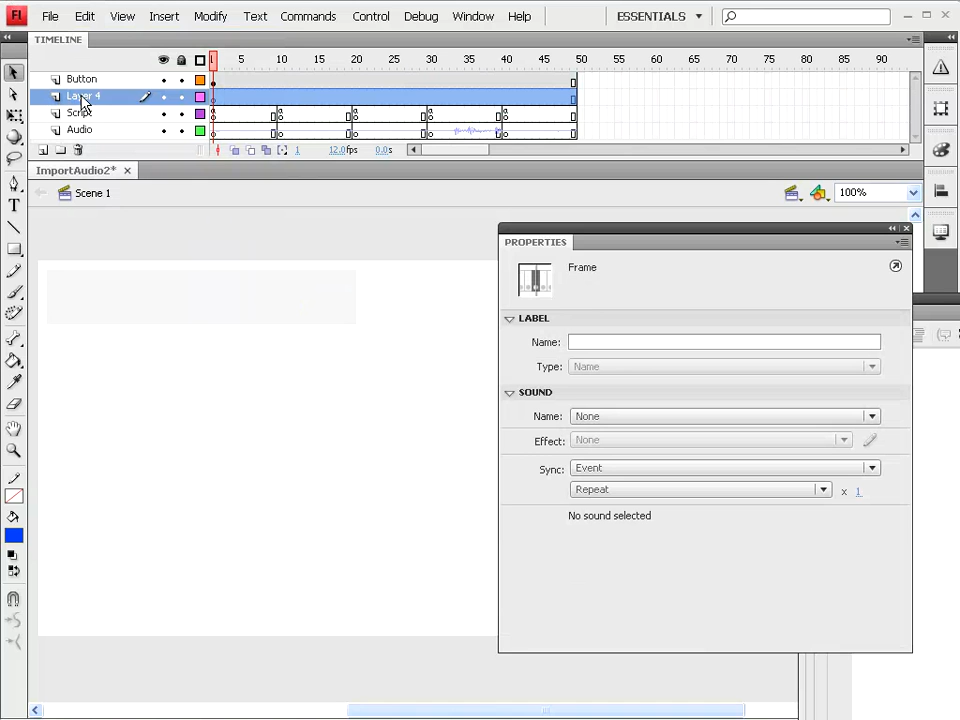 Fl File Edit View Insert Modify Text Commands Control Debug Window Help ESSENTIALS
TIMELINE
1 5 10 15 20 25 30 35 40 45 50 55 60 65 70 75 80 85 90
Button
Layer 4
Script
Audio
1 12.0fps 0.0s
ImportAudio2*
Scene 1 100%
PROPERTIES
Frame
LABEL
Name:
Type: Name
SOUND
Name: None
Effect: None
Sync: Event
Repeat x 1
No sound selected